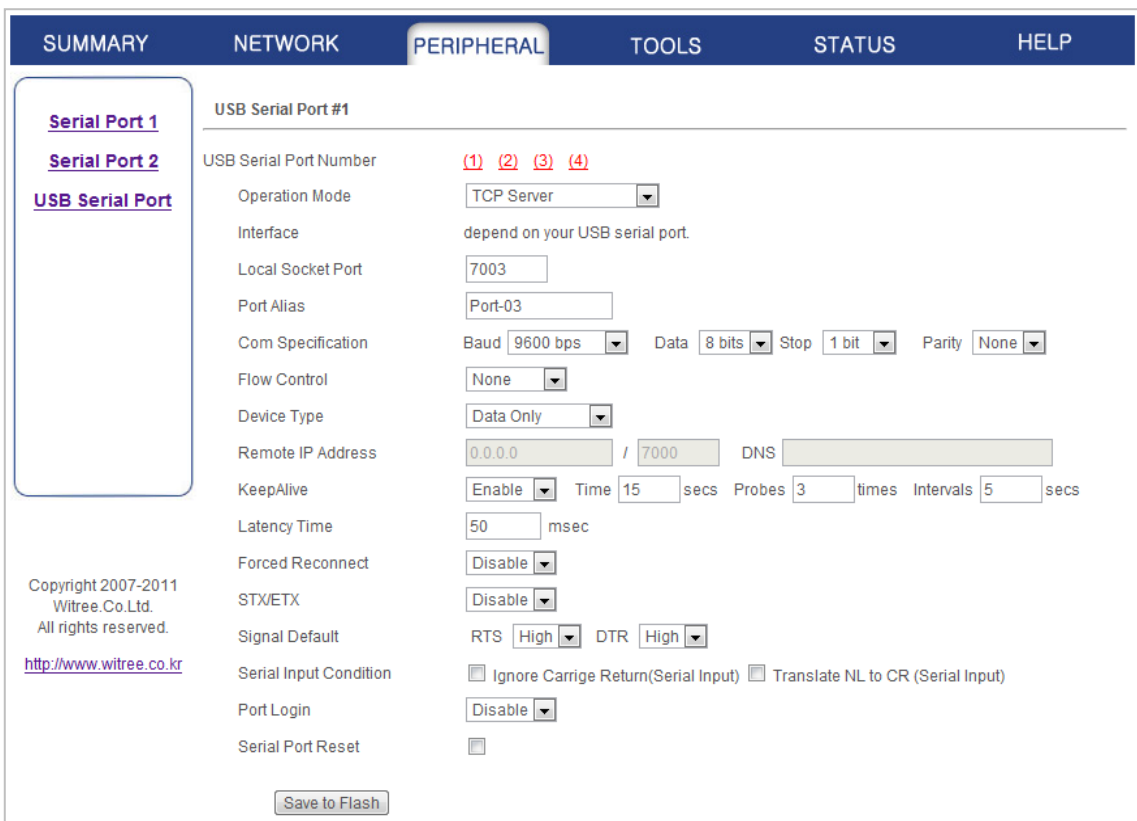 SUMMARY NETWORK PERIPHERAL TOOLS STATUS HELP
Serial Port 1
Serial Port 2
USB Serial Port
Copyright 2007-2011
Witree.Co.Ltd.
All rights reserved.
http://www.witree.co.kr
USB Serial Port #1
USB Serial Port Number (1) (2) (3) (4)
Operation Mode TCP Server
Interface depend on your USB serial port.
Local Socket Port 7003
Port Alias Port-03
Com Specification Baud 9600 bps Data 8 bits Stop 1 bit Parity None
Flow Control None
Device Type Data Only
Remote IP Address 0.0.0.0 / 7000 DNS
KeepAlive Enable Time 15 secs Probes 3 times Intervals 5 secs
Latency Time 50 msec
Forced Reconnect Disable
STX/ETX Disable
Signal Default RTS High DTR High
Serial Input Condition Ignore Carrige Return(Serial Input) Translate NL to CR (Serial Input)
Port Login Disable
Serial Port Reset
Save to Flash